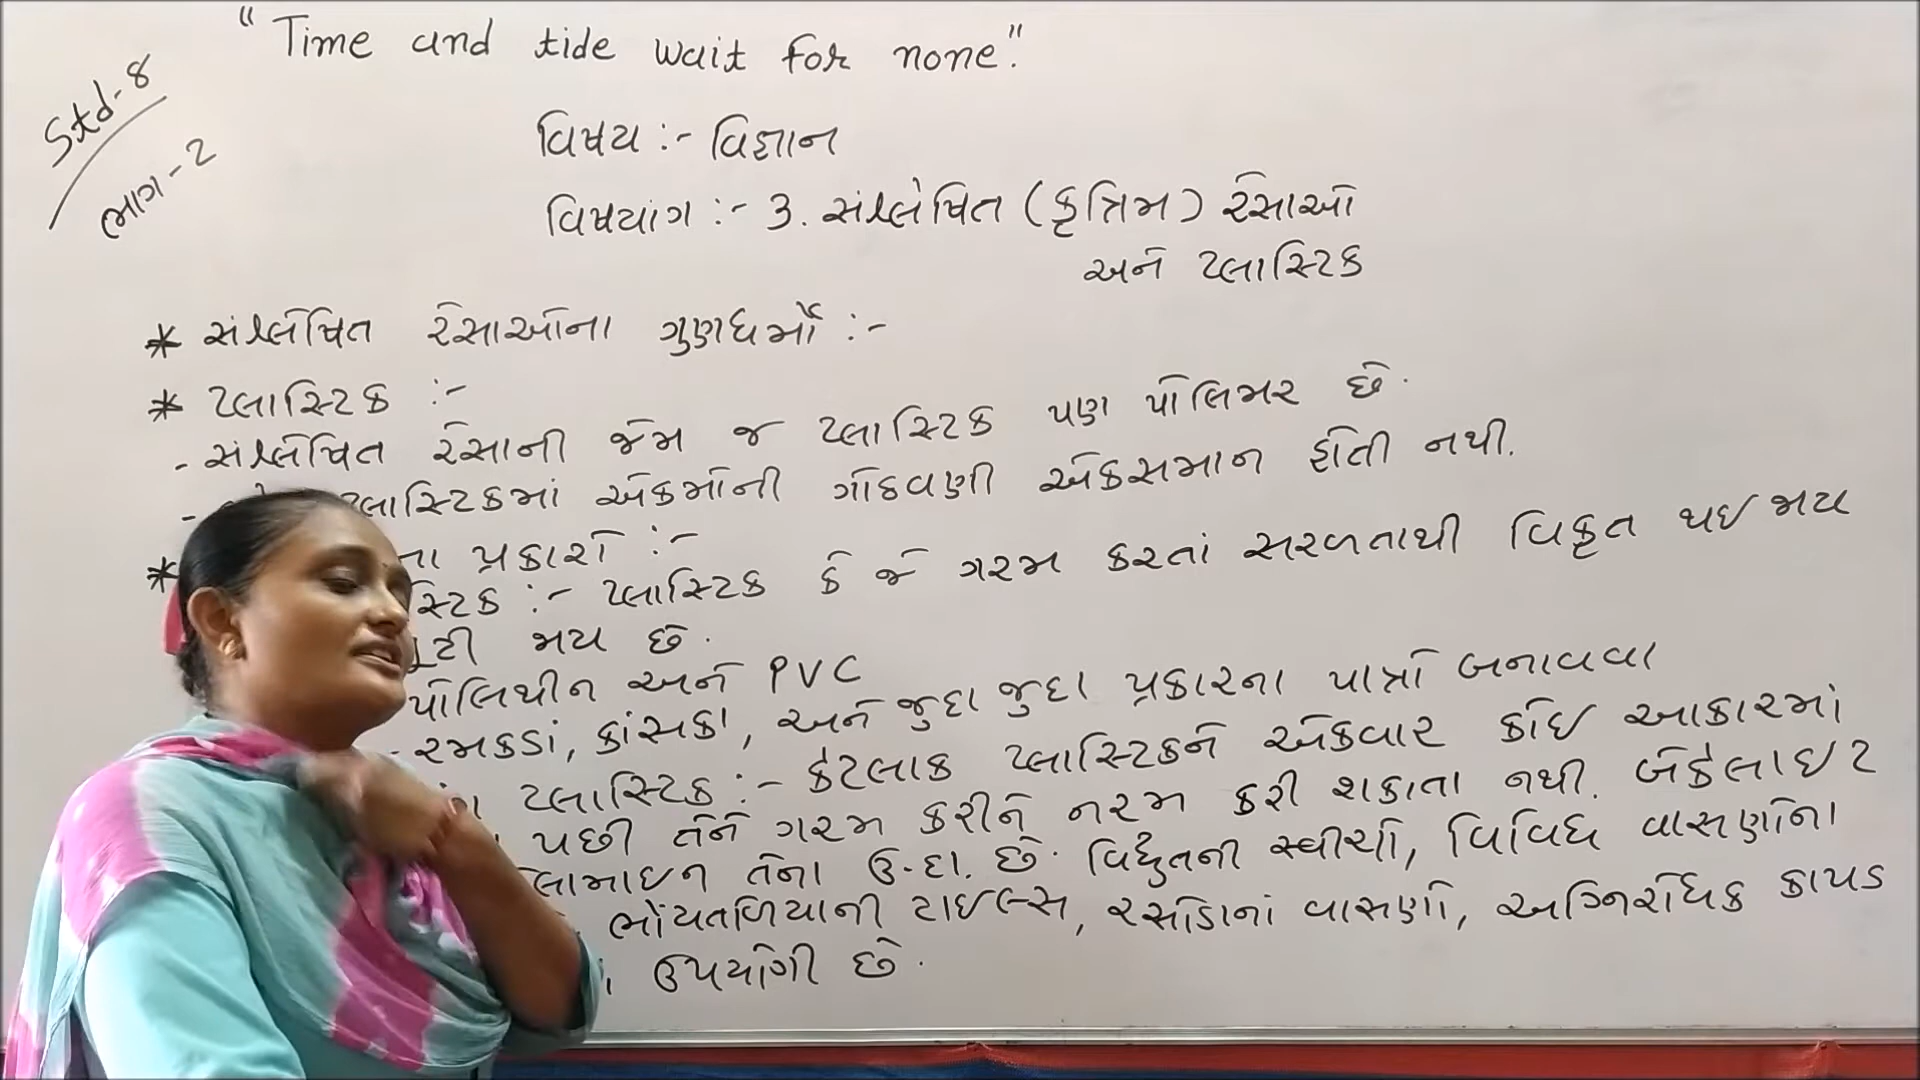 "Time and tide wait for none."
Std-8
ભાગ-2
વિષય :- વિજ્ઞાન
વિષયાંગ :- 3. સંશ્લેષિત (કૃત્રિમ) રેસાઓ
અને પ્લાસ્ટિક
* સંશ્લેષિત રેસાઓના ગુણધર્મો :-
* પ્લાસ્ટિક :-
- સંશ્લેષિત રેસાની જેમ જ પ્લાસ્ટિક પણ પોલિમર છે.
- પ્લાસ્ટિકમાં એકમોની ગોઠવણી એકસમાન હોતી નથી.
* ના પ્રકારો :-
સ્ટિક :- પ્લાસ્ટિક કે જે ગરમ કરતાં સરળતાથી વિકૃત થઈ જાય
જાય છે.
પોલિથીન અને PVC
- રમકડાં, કાંસકા, અને જુદા જુદા પ્રકારના પાત્રો બનાવવા
પ્લાસ્ટિક :- કેટલાક પ્લાસ્ટિકને એકવાર કોઈ આકારમાં
પછી તેને ગરમ કરીને નરમ કરી શકાતા નથી. બેકેલાઈટ
લામાઈન તેના ઉ.દા. છે. વિદ્યુતની સ્વીચો, વિવિધ વાસણોના
ભોંયતળિયાની ટાઈલ્સ, રસોડાનાં વાસણો, અગ્નિરોધક કાપડ
ઉપયોગી છે.